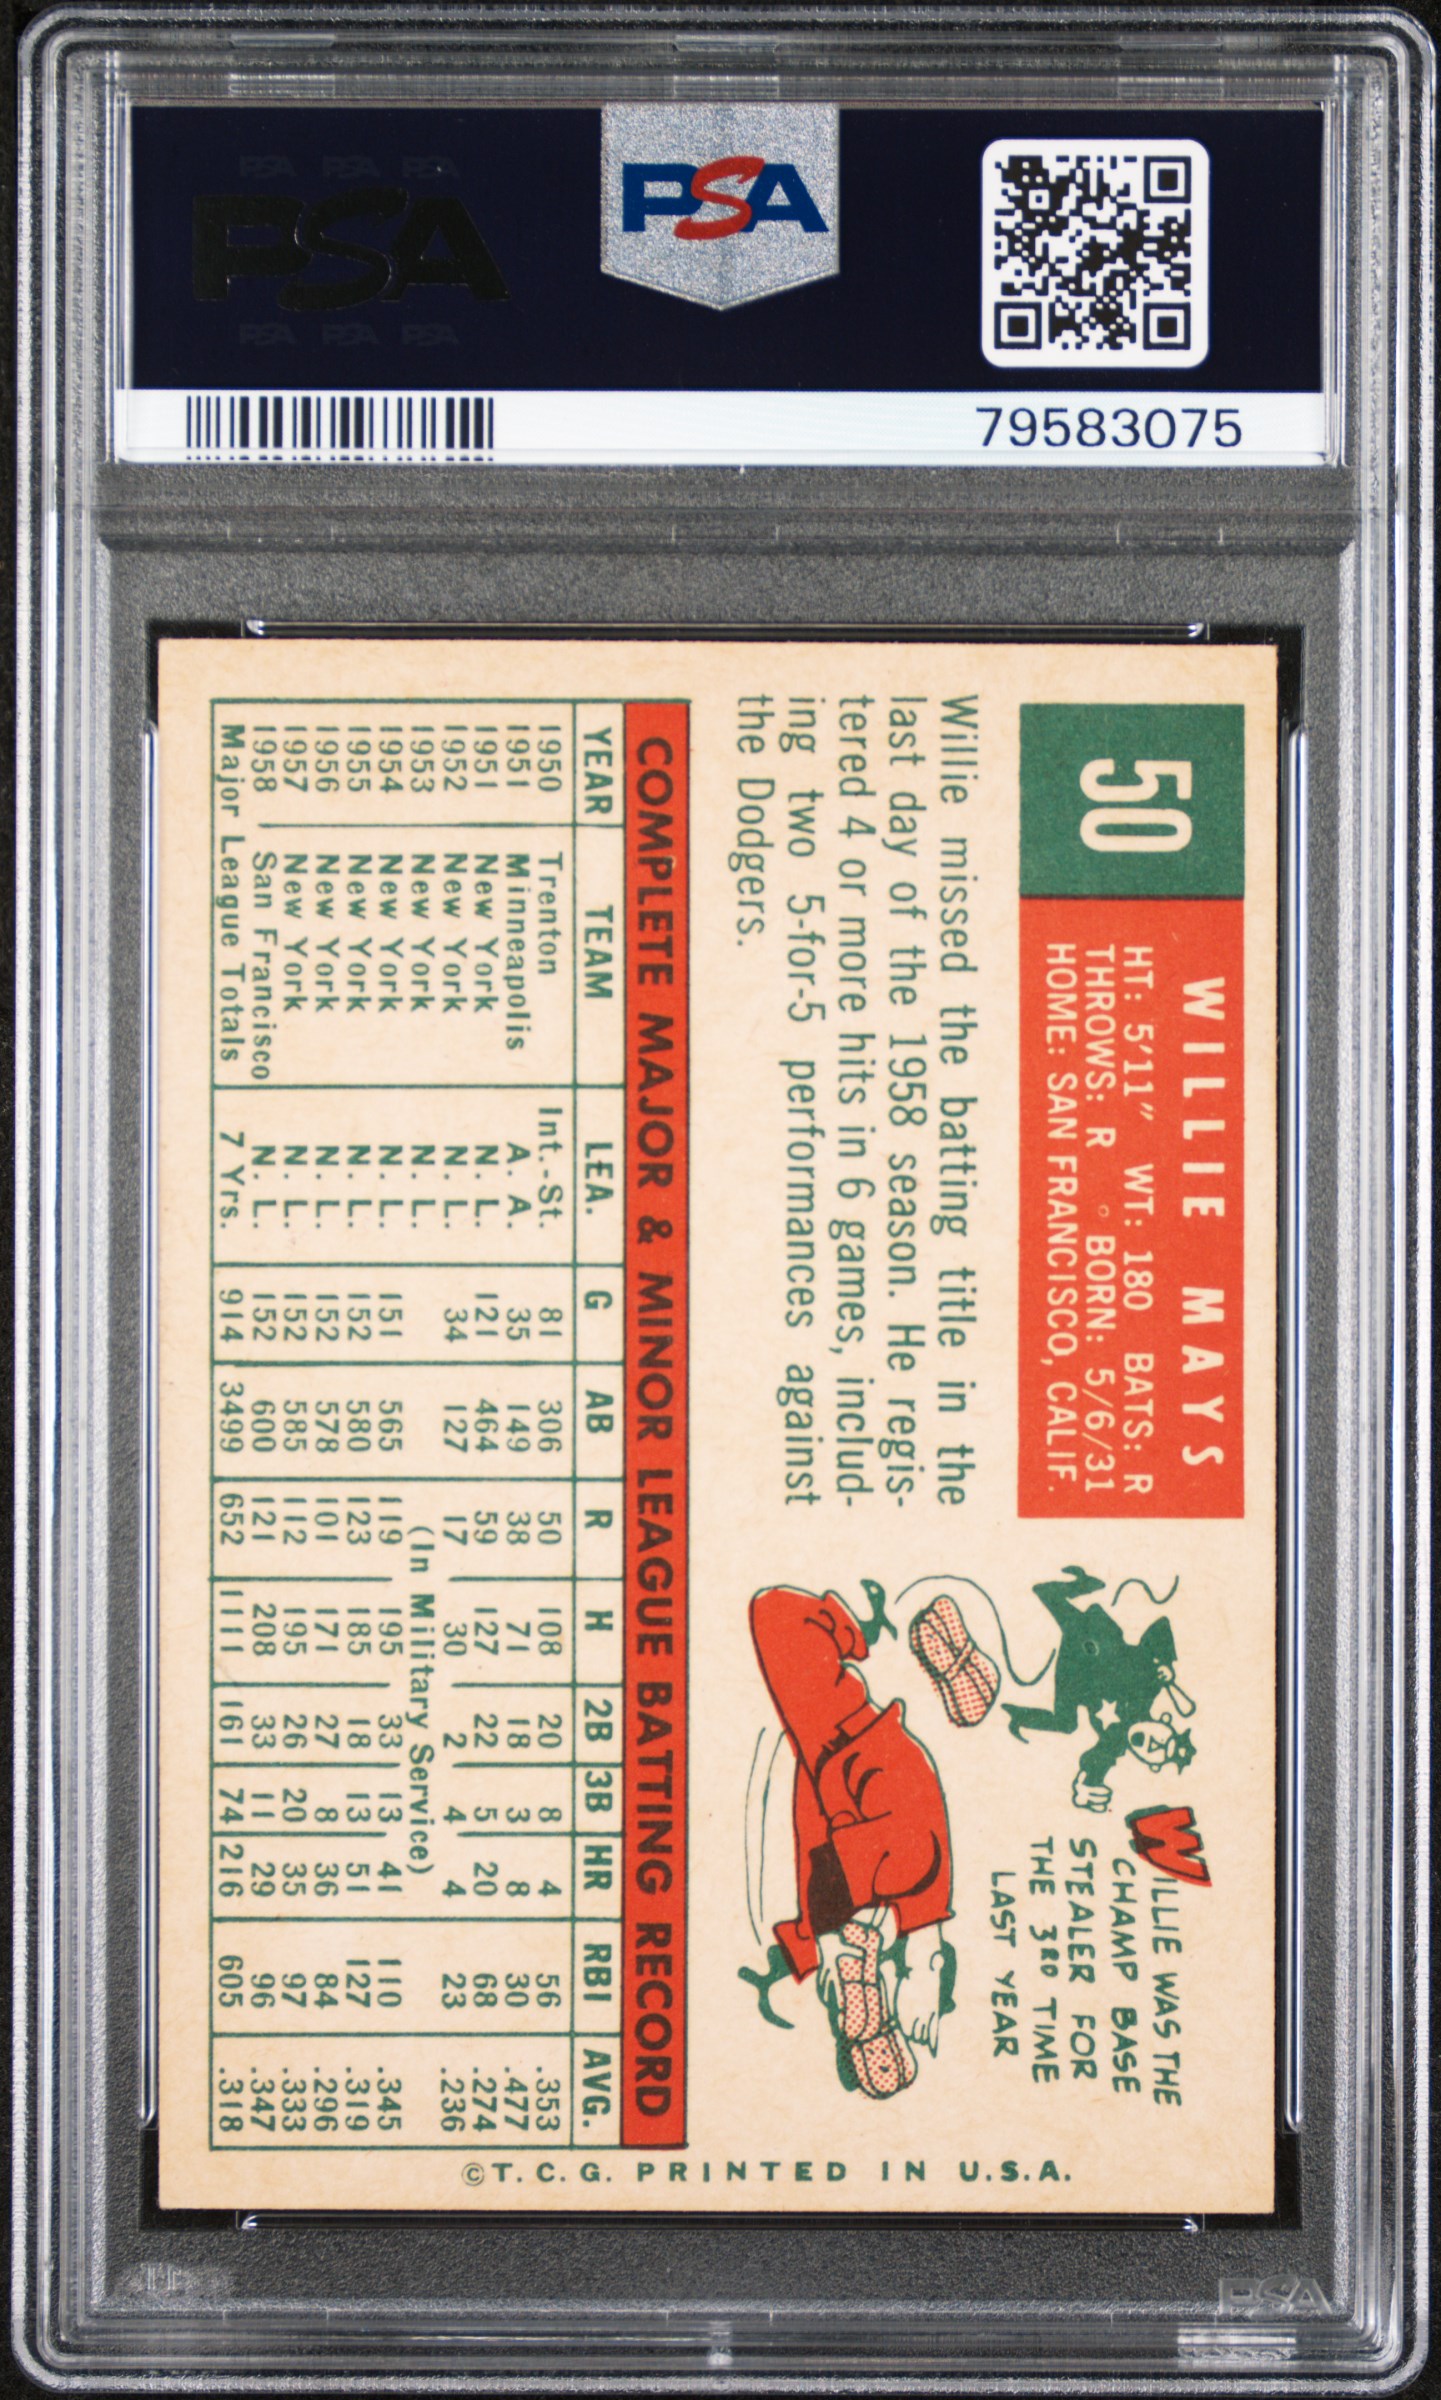 PSA PSA PSA
PSA
PSA PSA PSA
PSA
79583075
50
WILLIE MAYS
HT: 5'11" WT: 180 BATS: R
THROWS: R BORN: 5/6/31
HOME: SAN FRANCISCO, CALIF.
Willie missed the batting title in the
last day of the 1958 season. He regis-
tered 4 or more hits in 6 games, includ-
ing two 5-for-5 performances against
the Dodgers.
WILLIE WAS THE
CHAMP BASE
STEALER FOR
THE 3RD TIME
LAST YEAR
COMPLETE MAJOR & MINOR LEAGUE BATTING RECORD
YEAR TEAM LEA. G AB R H 2B 3B HR RBI AVG.
1950 Trenton Int.-St. 81 306 50 108 20 8 4 56 .353
1951 Minneapolis A. A. 35 149 38 71 18 3 8 30 .477
1951 New York N. L. 121 464 59 127 22 5 20 68 .274
1952 New York N. L. 34 127 17 30 2 4 4 23 .236
1953 New York N. L. (In Military Service)
1954 New York N. L. 151 565 119 195 33 13 41 110 .345
1955 New York N. L. 152 580 123 185 18 13 51 127 .319
1956 New York N. L. 152 578 101 171 27 8 36 84 .296
1957 New York N. L. 152 585 112 195 26 20 35 97 .333
1958 San Francisco N. L. 152 600 121 208 33 11 29 96 .347
Major League Totals 7 Yrs. 914 3499 652 1111 161 74 216 605 .318
©T. C. G. PRINTED IN U.S.A.
PSA